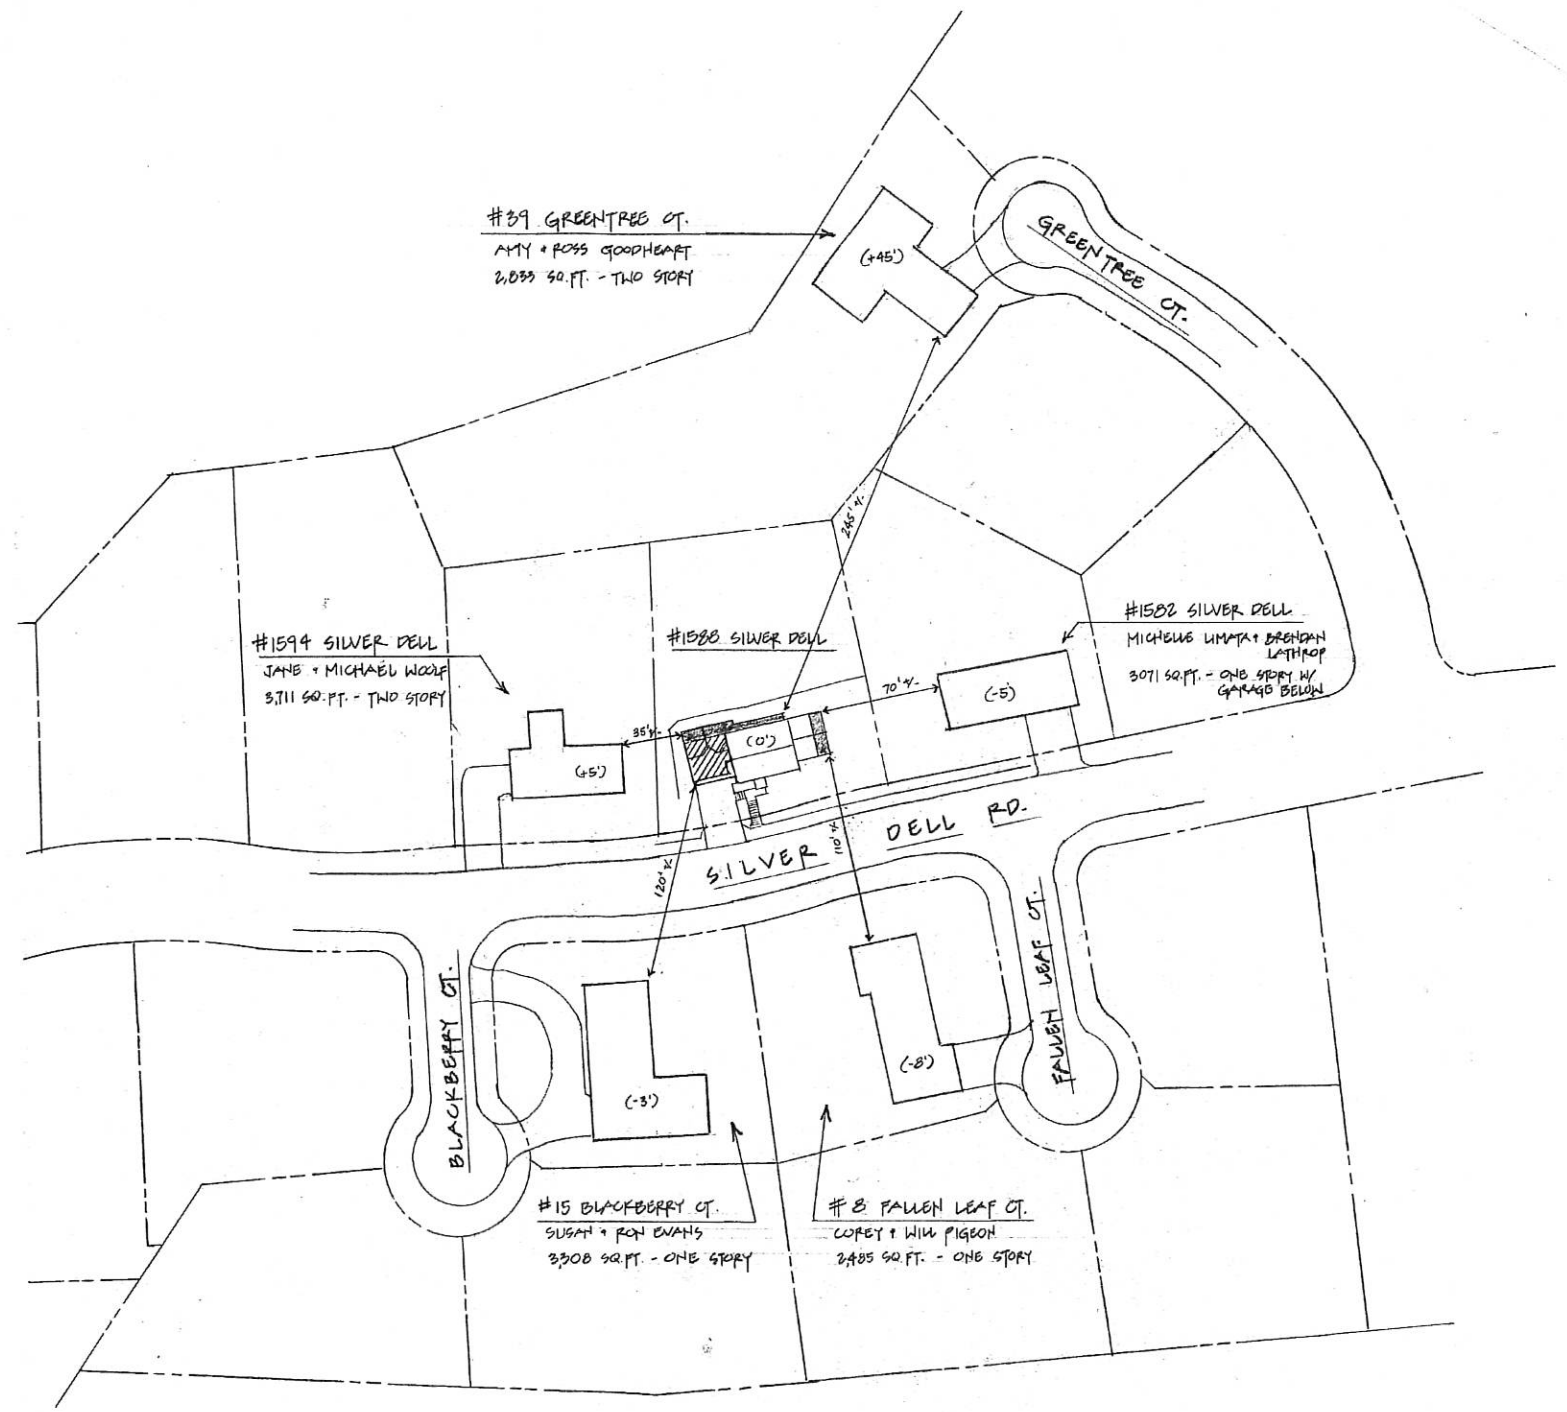 #39 GREENTREE CT.
AMY + ROSS GOODHEART
2,833 SQ.FT. - TWO STORY
(+45')
GREENTREE CT.
245' +/-
#1594 SILVER DELL
JANE + MICHAEL WOOLF
3,711 SQ.FT. - TWO STORY
#1588 SILVER DELL
#1582 SILVER DELL
MICHELLE LIMATA + BRENDAN
LATHROP
3071 SQ.FT. - ONE STORY W/
GARAGE BELOW
70' +/-
(-5')
35' +/-
(0')
(+5')
120' +/-
110' +/-
SILVER DELL RD.
BLACKBERRY CT.
FALLEN LEAF CT.
(-8')
(-3')
#15 BLACKBERRY CT.
SUSAN + RON EVANS
3,308 SQ.FT. - ONE STORY
#8 FALLEN LEAF CT.
COREY + WILL PIGEON
2,485 SQ.FT. - ONE STORY